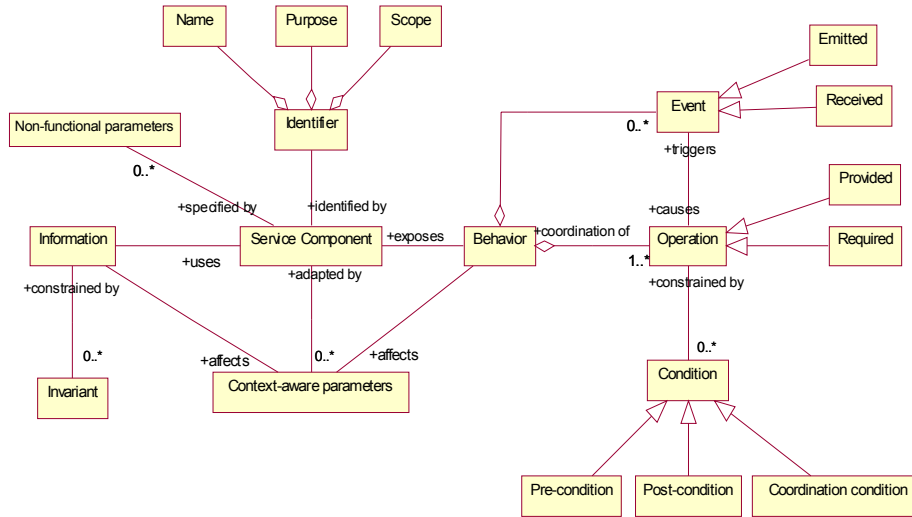 Name
Purpose
Scope
Emitted
Identifier
Event
Received
Non-functional parameters
0..*
0..*
+triggers
Provided
+specified by
+identified by
+causes
Information
Service Component
+exposes
Behavior
+coordination of
Operation
Required
+uses
+adapted by
1..*
+constrained by
+constrained by
0..*
+affects
0..*
+affects
0..*
Invariant
Context-aware parameters
Condition
Pre-condition
Post-condition
Coordination condition